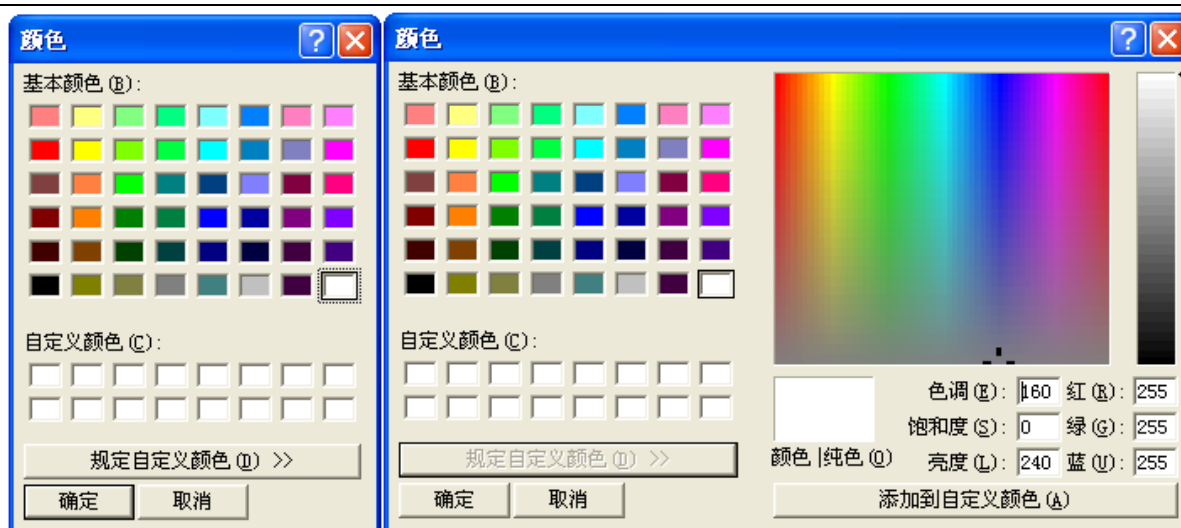 颜色
基本颜色(B):
自定义颜色(C):
规定自定义颜色(D) >>
确定 取消
颜色
基本颜色(B):
自定义颜色(C):
规定自定义颜色(D) >>
确定 取消
颜色|纯色(O)
色调(E): 160 红(R): 255
饱和度(S): 0 绿(G): 255
亮度(L): 240 蓝(U): 255
添加到自定义颜色(A)